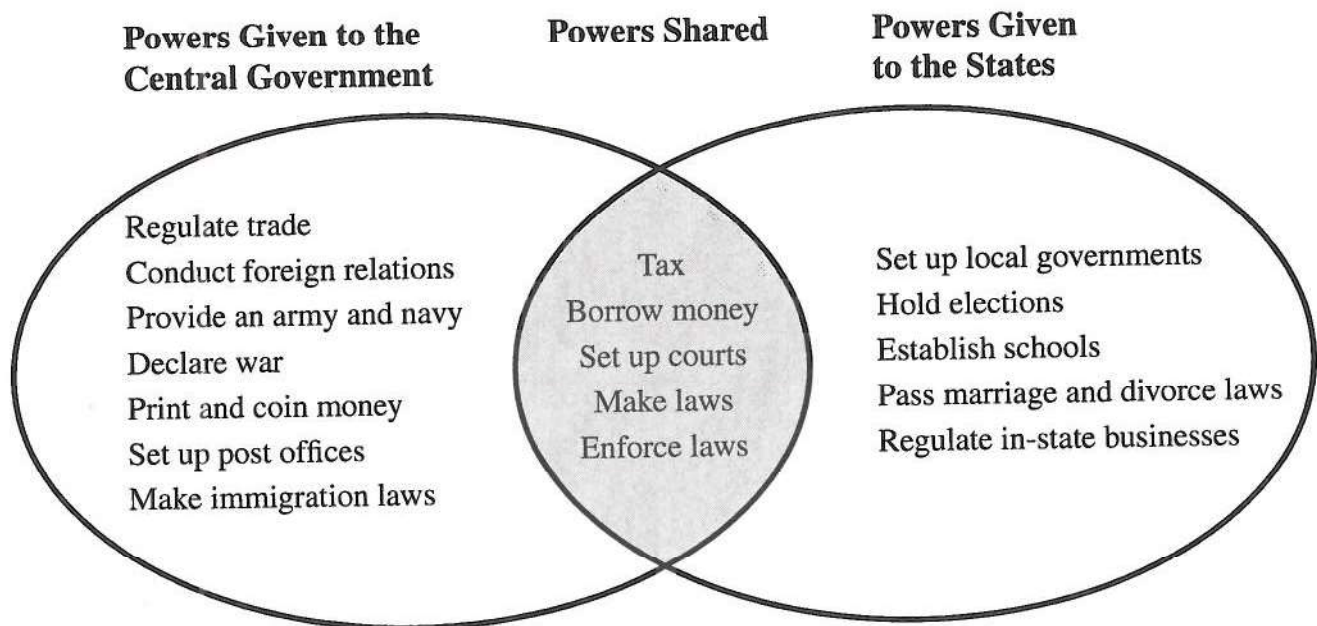 Powers Given to the
Central Government
Powers Shared
Powers Given
to the States
Regulate trade
Conduct foreign relations
Provide an army and navy
Declare war
Print and coin money
Set up post offices
Make immigration laws
Tax
Borrow money
Set up courts
Make laws
Enforce laws
Set up local governments
Hold elections
Establish schools
Pass marriage and divorce laws
Regulate in-state businesses